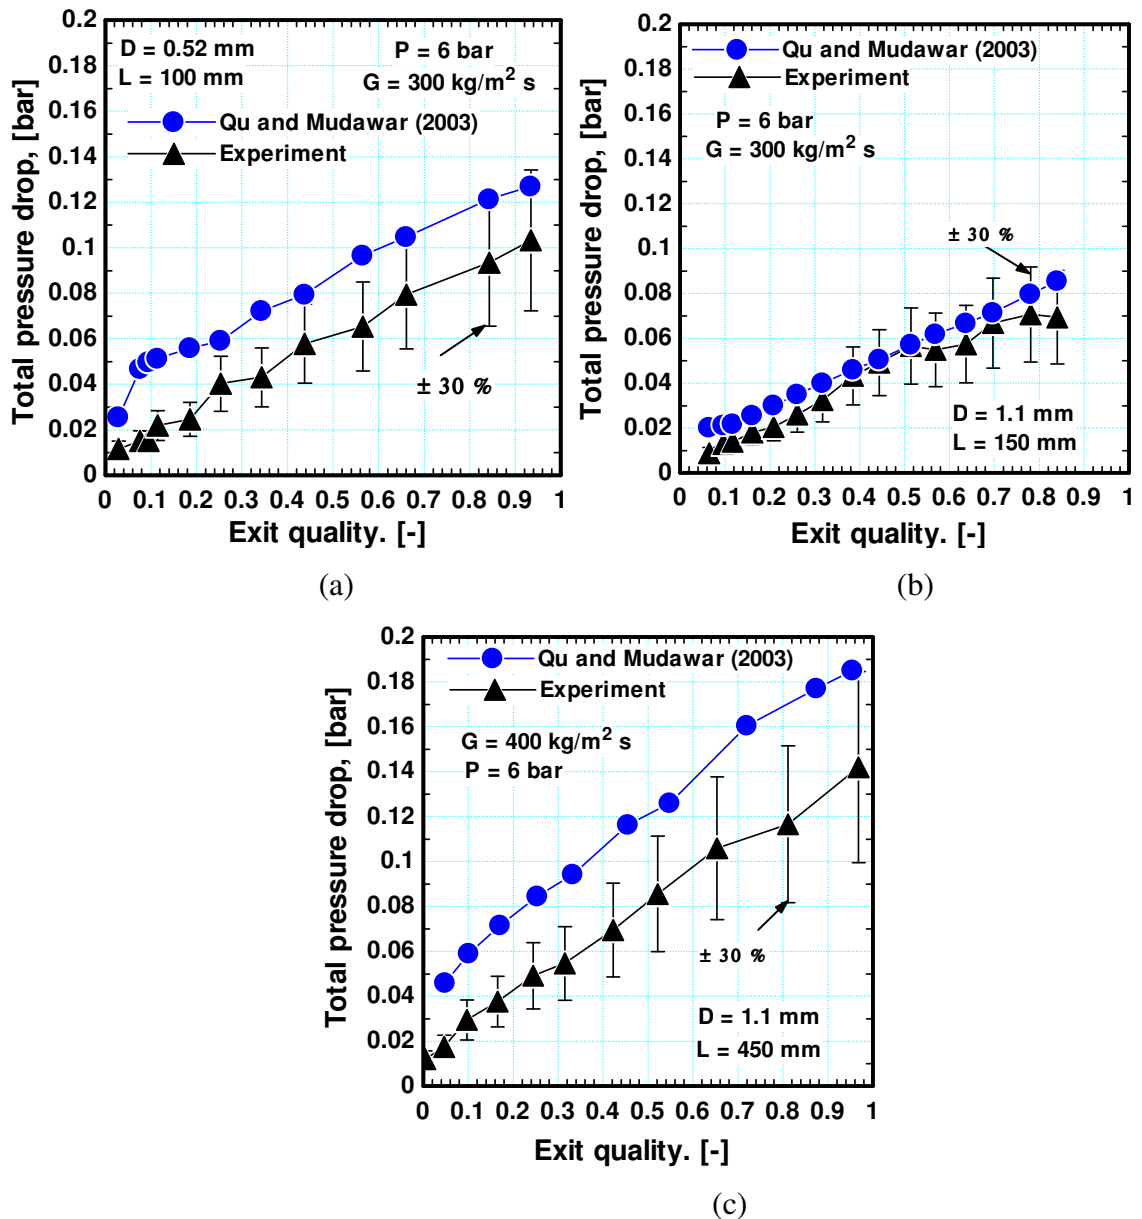 0.2
0.18
0.16
0.14
0.12
0.1
0.08
0.06
0.04
0.02
0
Total pressure drop, [bar]
D = 0.52 mm
L = 100 mm
P = 6 bar
G = 300 kg/m² s
Qu and Mudawar (2003)
Experiment
± 30 %
0 0.1 0.2 0.3 0.4 0.5 0.6 0.7 0.8 0.9 1
Exit quality. [-]
(a)
0.2
0.18
0.16
0.14
0.12
0.1
0.08
0.06
0.04
0.02
0
Total pressure drop, [bar]
Qu and Mudawar (2003)
Experiment
P = 6 bar
G = 300 kg/m² s
± 30 %
D = 1.1 mm
L = 150 mm
0 0.1 0.2 0.3 0.4 0.5 0.6 0.7 0.8 0.9 1
Exit quality. [-]
(b)
0.2
0.18
0.16
0.14
0.12
0.1
0.08
0.06
0.04
0.02
0
Total pressure drop, [bar]
Qu and Mudawar (2003)
Experiment
G = 400 kg/m² s
P = 6 bar
± 30 %
D = 1.1 mm
L = 450 mm
0 0.1 0.2 0.3 0.4 0.5 0.6 0.7 0.8 0.9 1
Exit quality. [-]
(c)